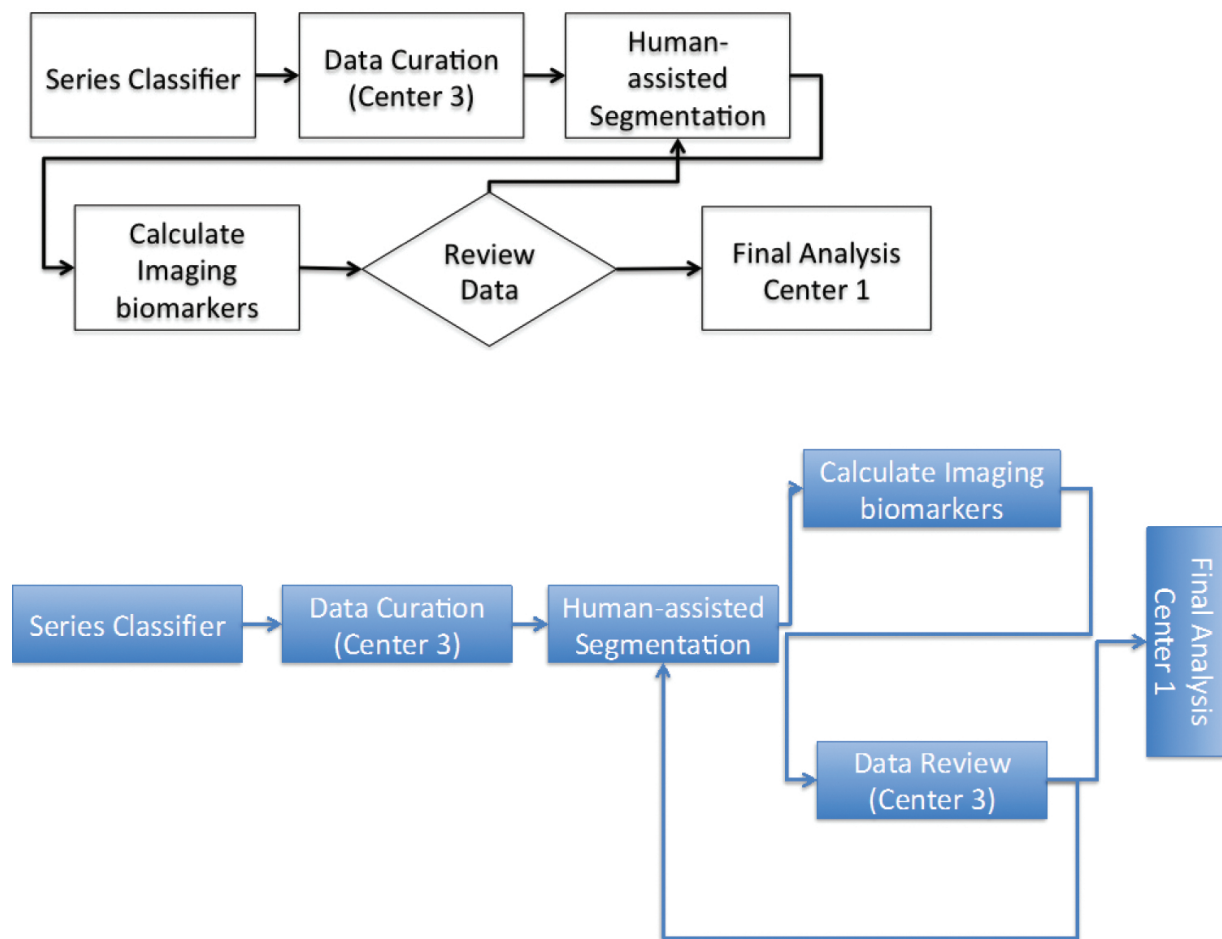 Series Classifier
Data Curation
(Center 3)
Human-
assisted
Segmentation
Calculate
Imaging
biomarkers
Review
Data
Final Analysis
Center 1
Calculate Imaging
biomarkers
Series Classifier
Data Curation
(Center 3)
Human-assisted
Segmentation
Data Review
(Center 3)
Final Analysis
Center 1